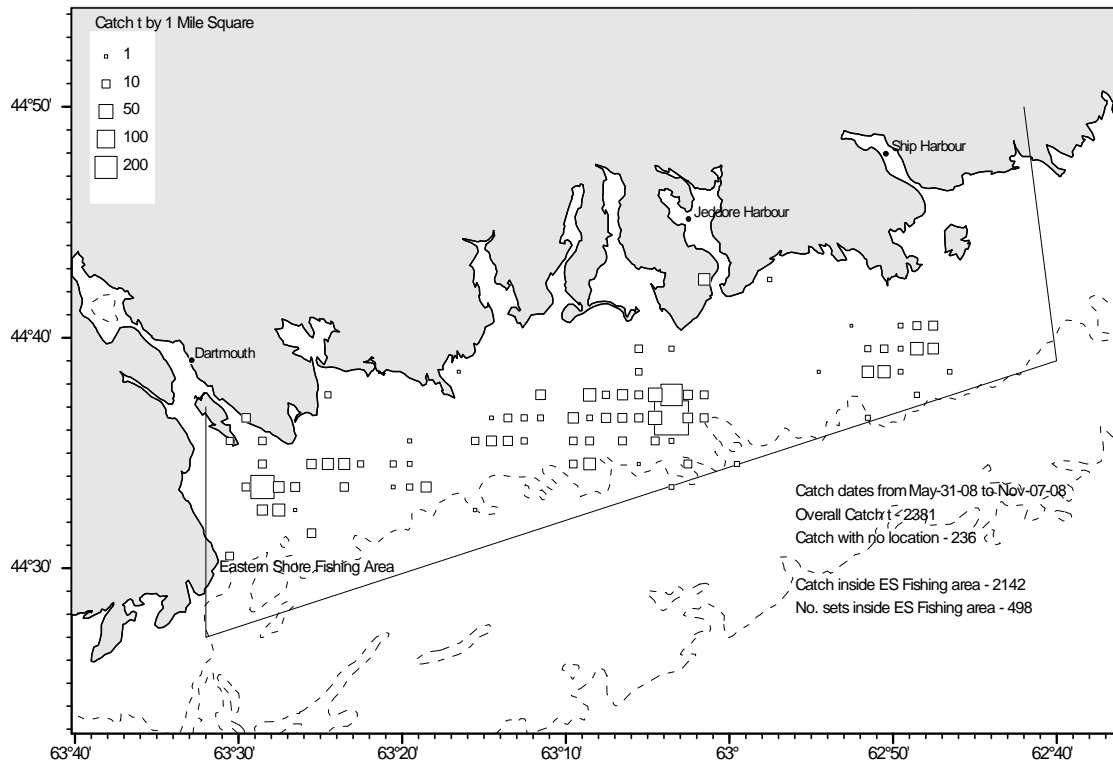 Catch t by 1 Mile Square
1
10
50
100
200
44°50'
44°40'
44°30'
Ship Harbour
Jeddore Harbour
Dartmouth
Eastern Shore Fishing Area
Catch dates from May-31-08 to Nov-07-08
Overall Catch t - 2381
Catch with no location - 236
Catch inside ES Fishing area - 2142
No. sets inside ES Fishing area - 498
63°40' 63°30' 63°20' 63°10' 63° 62°50' 62°40'